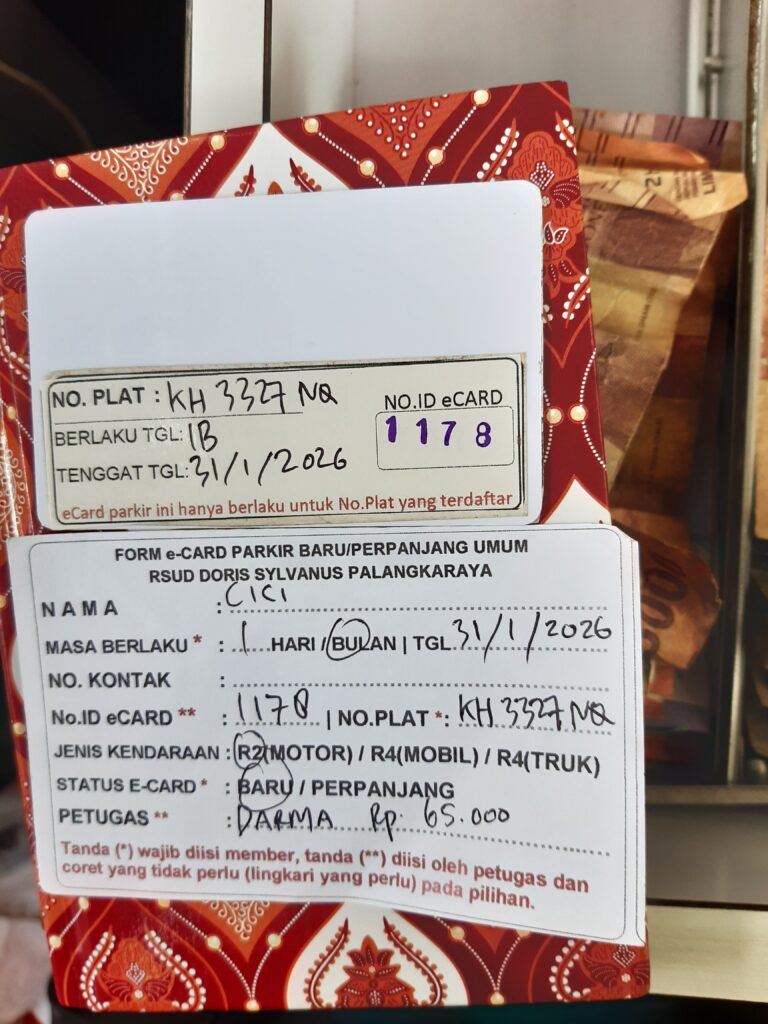 NO. PLAT : KH 3327 NQ
BERLAKU TGL: 1B
TENGGAT TGL: 31/1/2026
NO.ID eCARD
1178
eCard parkir ini hanya berlaku untuk No.Plat yang terdaftar
FORM e-CARD PARKIR BARU/PERPANJANG UMUM
RSUD DORIS SYLVANUS PALANGKARAYA
NAMA : CICI
MASA BERLAKU * : 1 HARI / BULAN | TGL 31/1/2026
NO. KONTAK :
No.ID eCARD ** : 1178 | NO.PLAT *: KH 3327 NQ
JENIS KENDARAAN : R2(MOTOR) / R4(MOBIL) / R4(TRUK)
STATUS E-CARD * : BARU / PERPANJANG
PETUGAS ** : DARMA Rp. 65.000
Tanda (*) wajib diisi member, tanda (**) diisi oleh petugas dan
coret yang tidak perlu (lingkari yang perlu) pada pilihan.